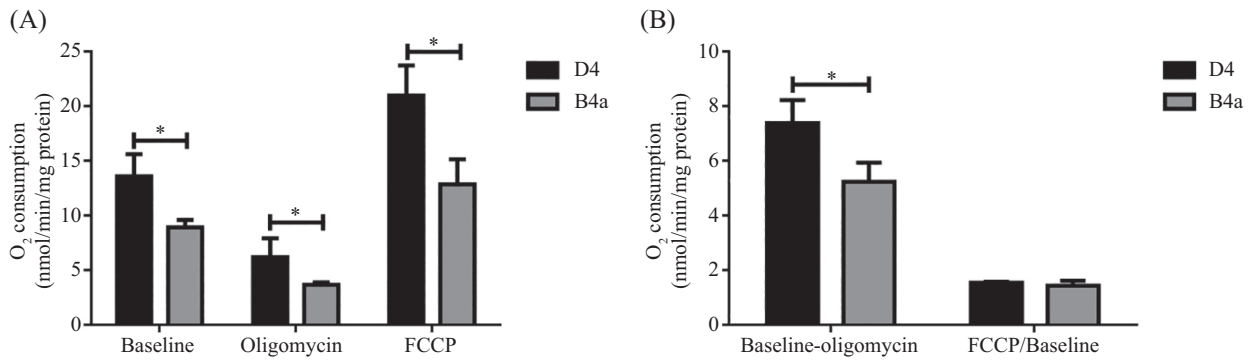 (A)
O2 consumption
(nmol/min/mg protein)
25
20
15
10
5
0
*
*
*
Baseline
Oligomycin
FCCP
D4
B4a
(B)
O2 consumption
(nmol/min/mg protein)
10
8
6
4
2
0
*
Baseline-oligomycin
FCCP/Baseline
D4
B4a